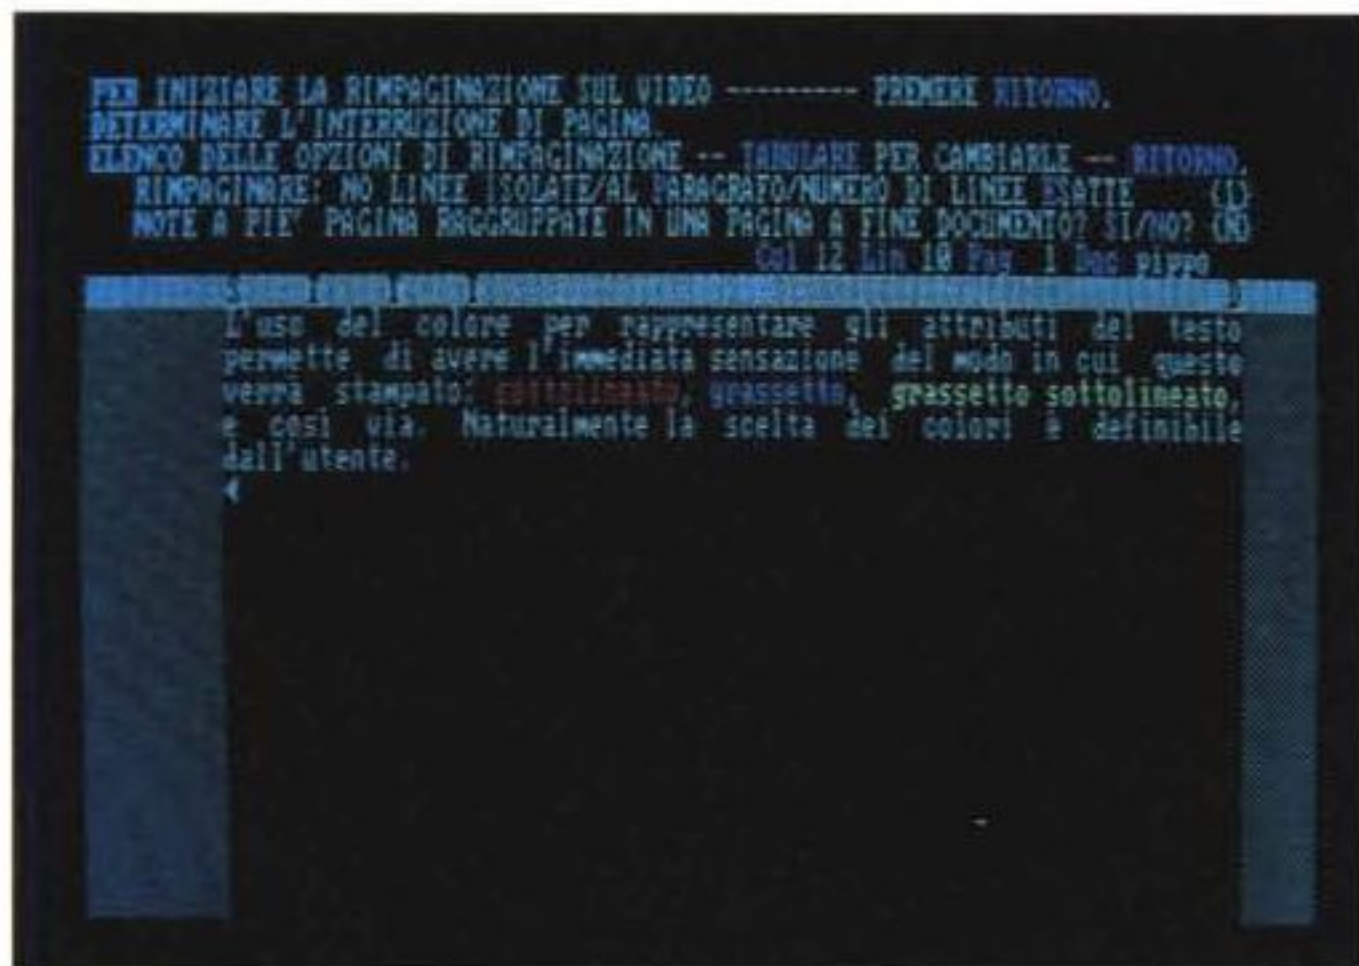 PER INIZIARE LA RIMPAGINAZIONE SUL VIDEO --------- PREMERE RITORNO.
DETERMINARE L'INTERRUZIONE DI PAGINA.
ELENCO DELLE OPZIONI DI RIMPAGINAZIONE -- TABULARE PER CAMBIARLE -- RITORNO.
RIMPAGINARE: NO LINEE ISOLATE/AL PARAGRAFO/NUMERO DI LINEE ESATTE (L)
NOTE A PIE' PAGINA RAGGRUPPATE IN UNA PAGINA A FINE DOCUMENTO? SI/NO? (N)
Col 12 Lin 10 Pag 1 Doc pippo
L'uso del colore per rappresentare gli attributi del testo
permette di avere l'immediata sensazione del modo in cui questo
verra stampato: sottolineato, grassetto, grassetto sottolineato,
e cosi via. Naturalmente la scelta dei colori è definibile
dall'utente.